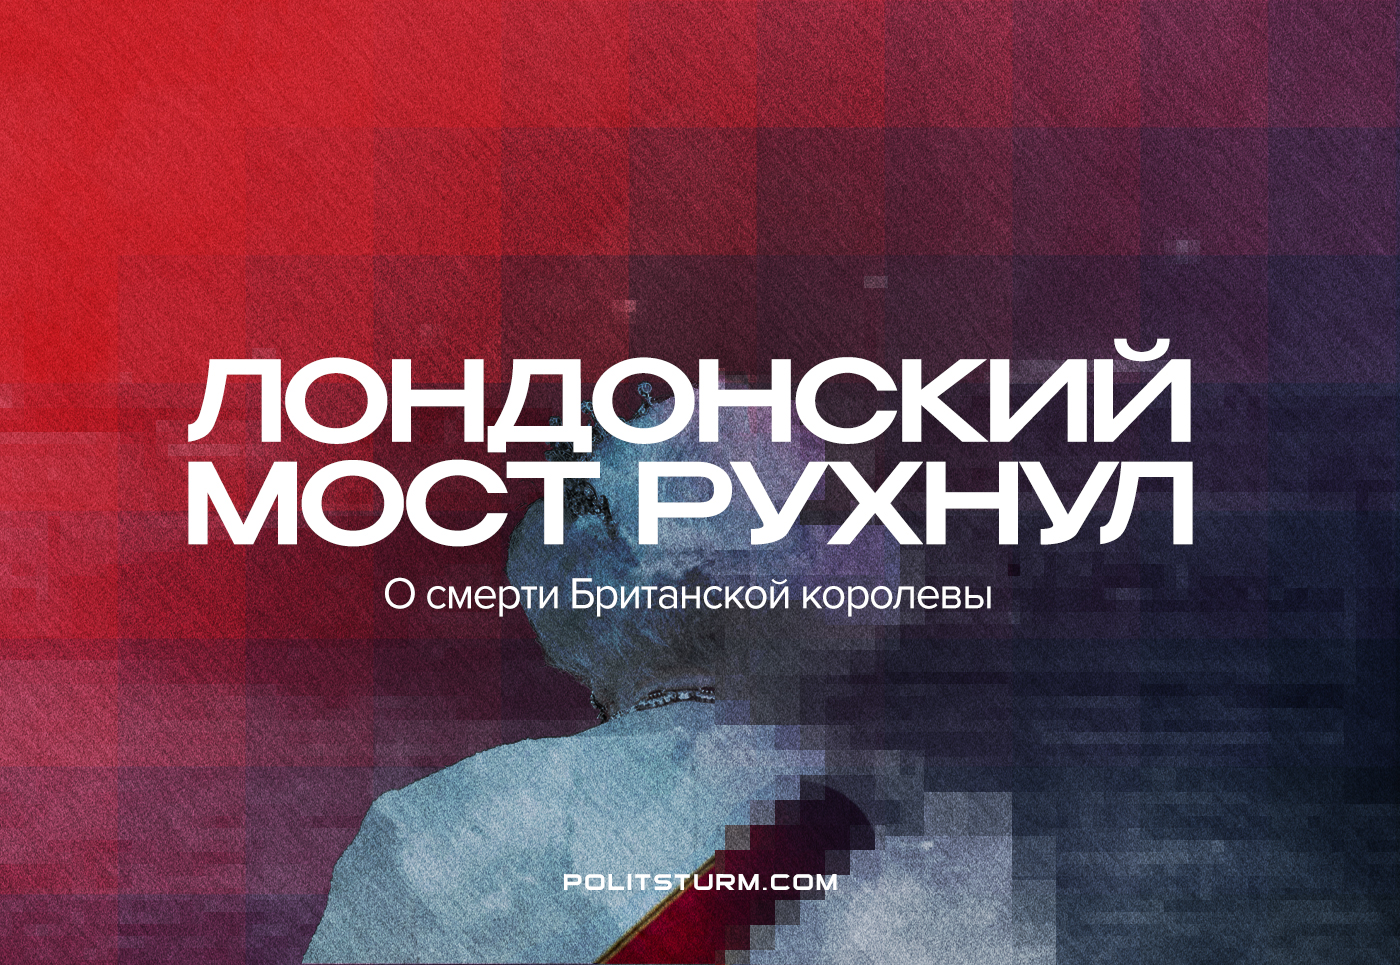 ЛОНДОНСКИЙ
МОСТ РУХНУЛ
О смерти Британской королевы
POLITSTURM.COM